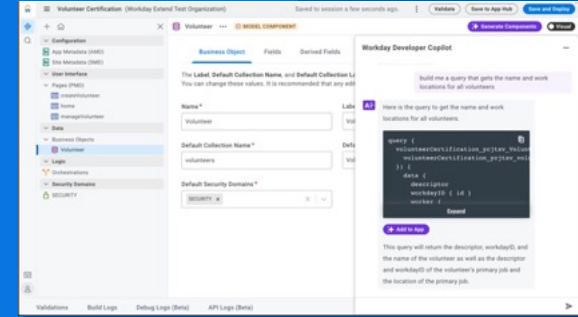 Volunteer Certification (Workday Extend Test Organization)
Saved to session a few seconds ago.
Validate
Save to App Hub
Save and Deploy
Volunteer
MODEL COMPONENT
Generate Components
Visual
Configuration
App Metadata (AMD)
Site Metadata (SMD)
User Interface
Pages (PMD)
createVolunteer
home
manageVolunteer
Data
Business Objects
Volunteer
Logic
Orchestrations
Security Domains
SECURITY
Business Object
Fields
Derived Fields
The Label, Default Collection Name, and Default Collection La
You can change these values. It is recommended that any edit
Name*
Labe
Volunteer
Vol
Default Collection Name*
Defa
volunteers
Vol
Default Security Domains*
SECURITY x
Workday Developer Copilot
build me a query that gets the name and work
locations for all volunteers
Here is the query to get the name and work
locations for all volunteers:
query {
data {
descriptor
workdayID { id }
worker {
Expand
Add to App
This query will return the descriptor, workdayID, and
the name of the volunteer as well as the descriptor
and workdayID of the volunteer's primary job and
the location of the primary job.
Validations
Build Logs
Debug Logs (Beta)
API Logs (Beta)